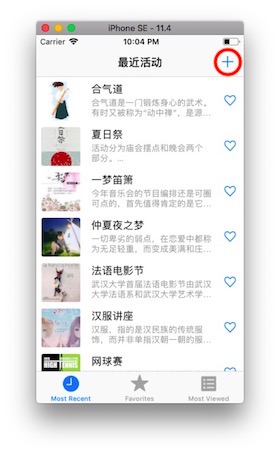 iPhone SE - 11.4
Carrier
10:04 PM
最近活动
+
合气道
合气道是一门锻炼身心的武术。
有时又被称为“动中禅”，是源...
夏日祭
活动分为庙会摆点和晚会两个
部分。...
一梦笛箫
今年音乐会的节目编排还是可圈
可点的、首先值得肯定的是它...
仲夏夜之梦
一切卑劣的弱点，在恋爱中都称
为无足轻重，而变成美满和庄...
法语电影节
武汉大学首届法语电影节由武汉
大学法语系和武汉大学艺术学...
汉服讲座
汉服、指的是汉民族的传统服
饰，而并非单指汉朝一朝的服...
网球赛
HIGH TENNIS
Most Recent
Favorites
Most Viewed